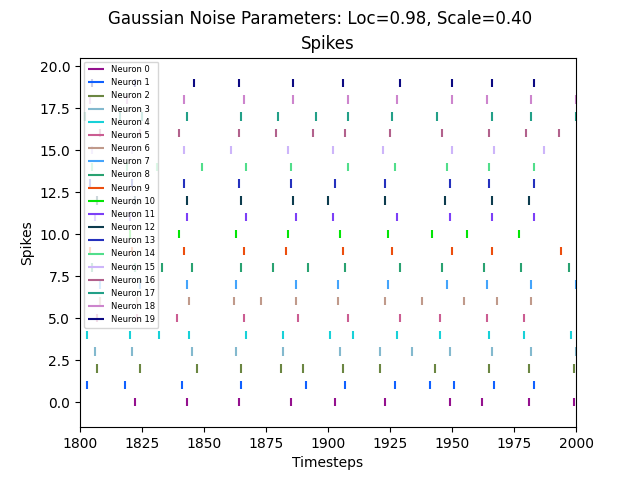 Gaussian Noise Parameters: Loc=0.98, Scale=0.40
Spikes
20.0
17.5
15.0
12.5
10.0
7.5
5.0
2.5
0.0
Spikes
Neuron 0
Neuron 1
Neuron 2
Neuron 3
Neuron 4
Neuron 5
Neuron 6
Neuron 7
Neuron 8
Neuron 9
Neuron 10
Neuron 11
Neuron 12
Neuron 13
Neuron 14
Neuron 15
Neuron 16
Neuron 17
Neuron 18
Neuron 19
1800 1825 1850 1875 1900 1925 1950 1975 2000
Timesteps